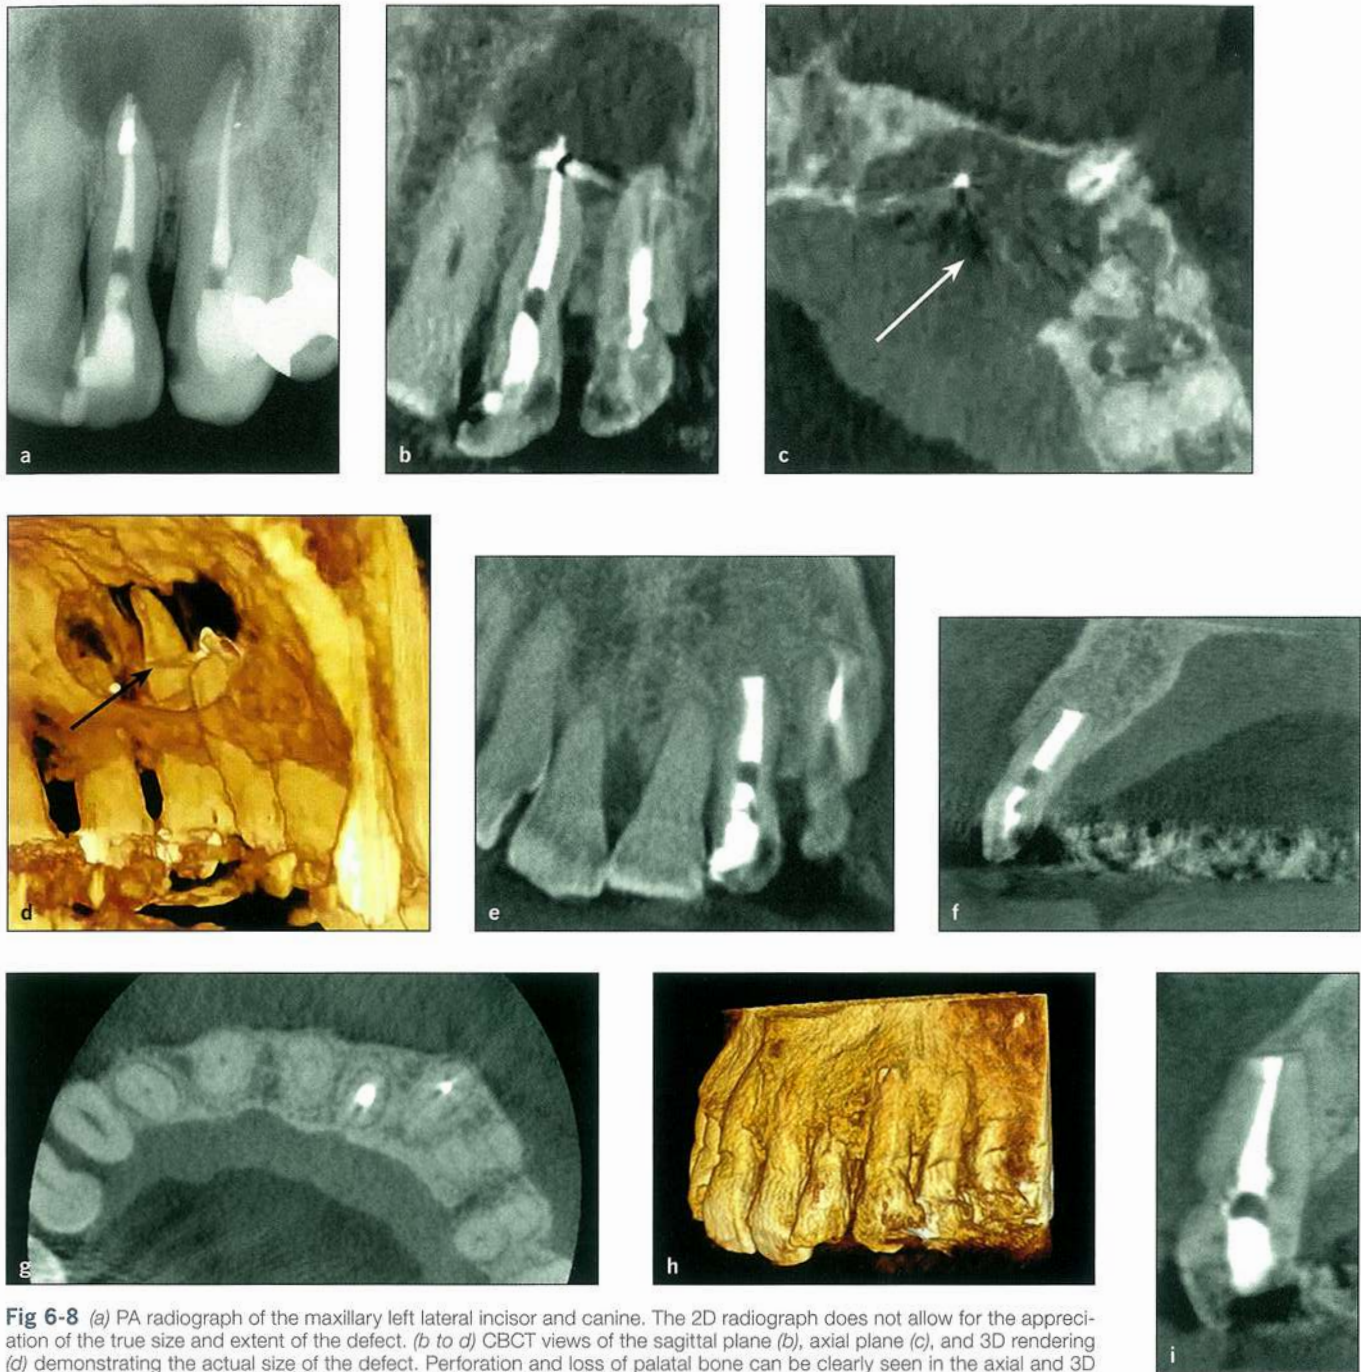 a
b
c
d
e
f
g
h
i
Fig 6-8 (a) PA radiograph of the maxillary left lateral incisor and canine. The 2D radiograph does not allow for the appreci-
ation of the true size and extent of the defect. (b to d) CBCT views of the sagittal plane (b), axial plane (c), and 3D rendering
(d) demonstrating the actual size of the defect. Perforation and loss of palatal bone can be clearly seen in the axial and 3D